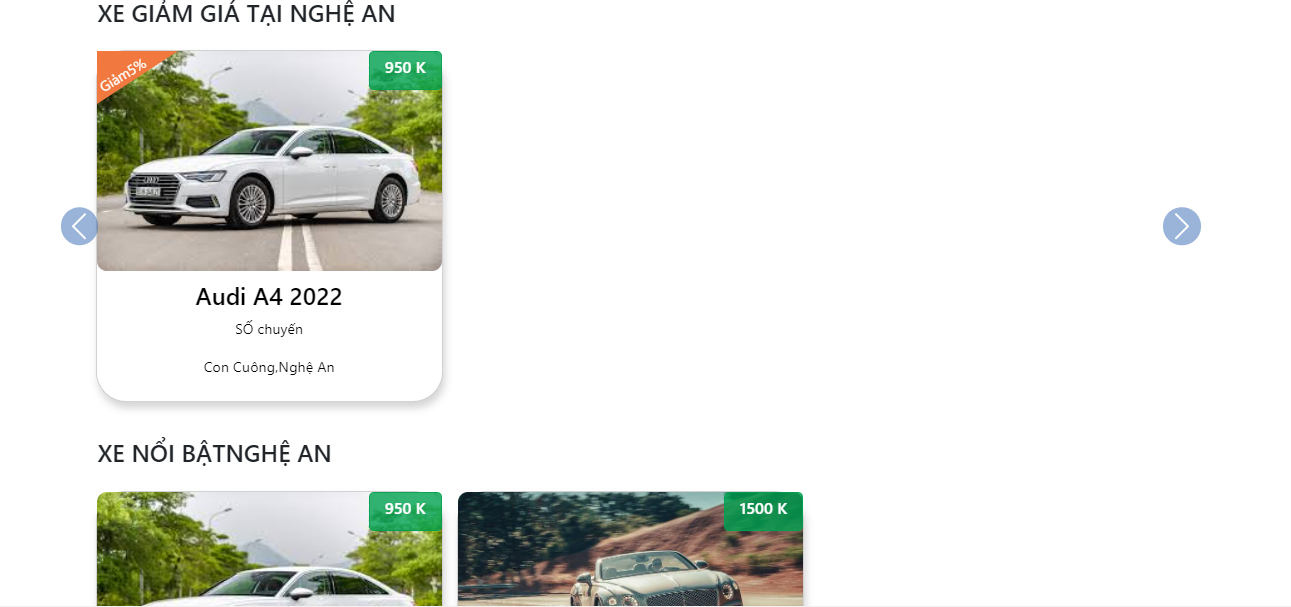 XE GIẢM GIÁ TẠI NGHỆ AN
Giảm5%
950 K
Audi A4 2022
SỐ chuyến
Con Cuông,Nghệ An
XE NỔI BẬTNGHỆ AN
950 K
1500 K